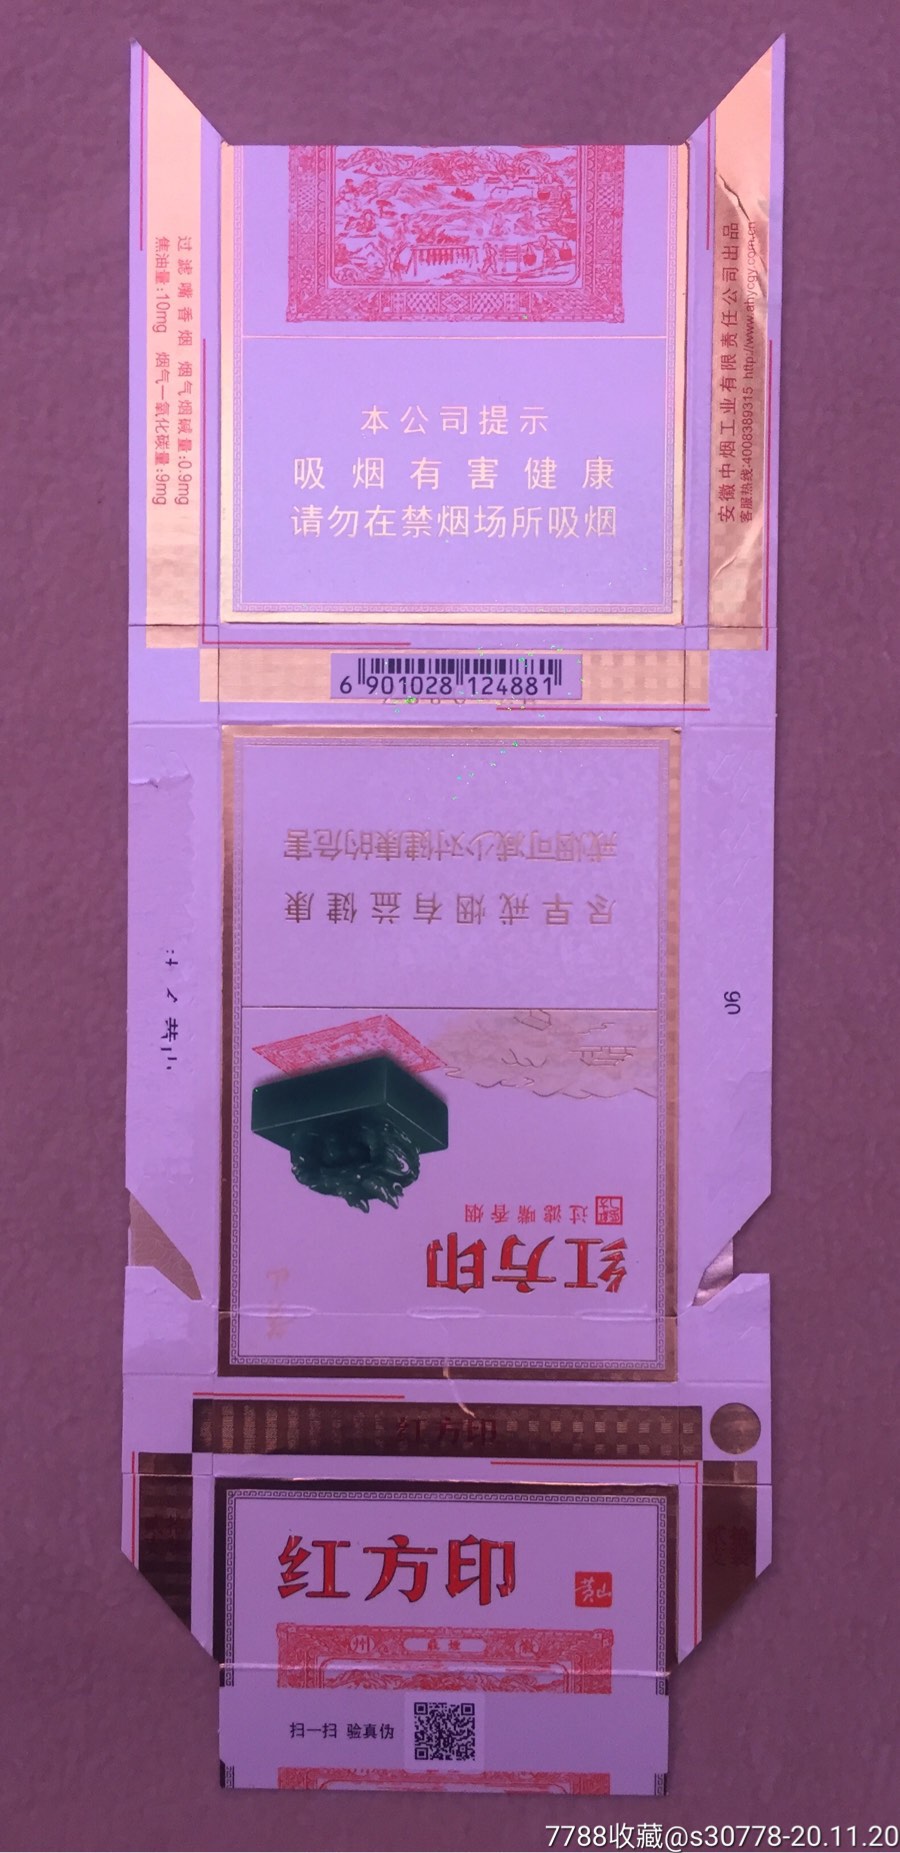 过滤嘴香烟 烟气烟碱量:0.9mg
焦油量:10mg 烟气一氧化碳量:9mg
安徽中烟工业有限责任公司出品
客服热线:4008389315 http://www.ahycgy.com.cn
本公司提示
吸烟有害健康
请勿在禁烟场所吸烟
6 901028 124881
尽早戒烟有益健康
戒烟可减少对健康的危害
06
红方印
过滤嘴香烟
红方印
红方印
黄山
扫一扫 验真伪
7788收藏@s30778-20.11.20